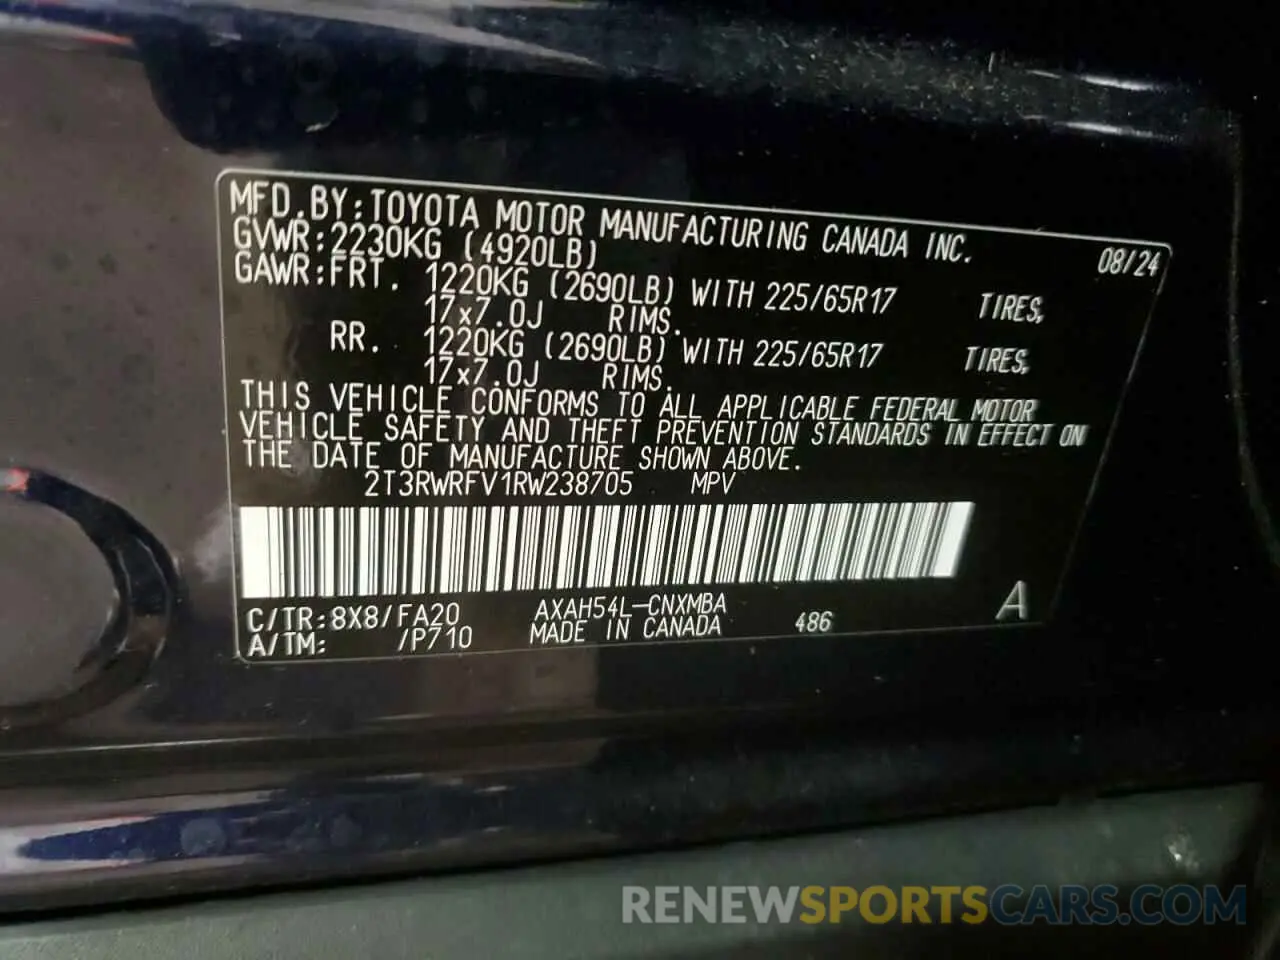 MFD.BY:TOYOTA MOTOR MANUFACTURING CANADA INC. 08/24
GVWR:2230KG (4920LB)
GAWR:FRT. 1220KG (2690LB) WITH 225/65R17 TIRES,
17x7.0J RIMS.
RR. 1220KG (2690LB) WITH 225/65R17 TIRES,
17x7.0J RIMS.
THIS VEHICLE CONFORMS TO ALL APPLICABLE FEDERAL MOTOR
VEHICLE SAFETY AND THEFT PREVENTION STANDARDS IN EFFECT ON
THE DATE OF MANUFACTURE SHOWN ABOVE.
2T3RWRFV1RW238705 MPV
C/TR:8X8/FA20 AXAH54L-CNXMBA A
A/TM: /P710 MADE IN CANADA 486
RENEWSPORTSCARS.COM